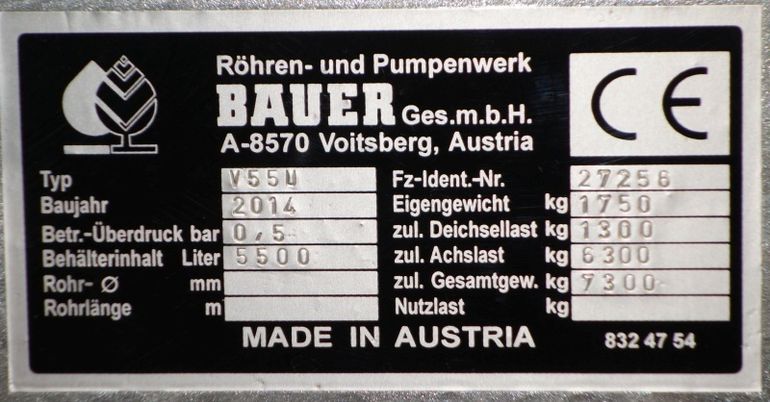 Röhren- und Pumpenwerk
BAUER Ges.m.b.H.
A-8570 Voitsberg, Austria
CE
Typ V55U Fz-Ident.-Nr. 27256
Baujahr 2014 Eigengewicht kg 1750
Betr.-Überdruck bar 0,5 zul. Deichsellast kg 1300
Behälterinhalt Liter 5500 zul. Achslast kg 6300
Rohr- Ø mm zul. Gesamtgew. kg 7300
Rohrlänge m Nutzlast kg
MADE IN AUSTRIA 832 47 54